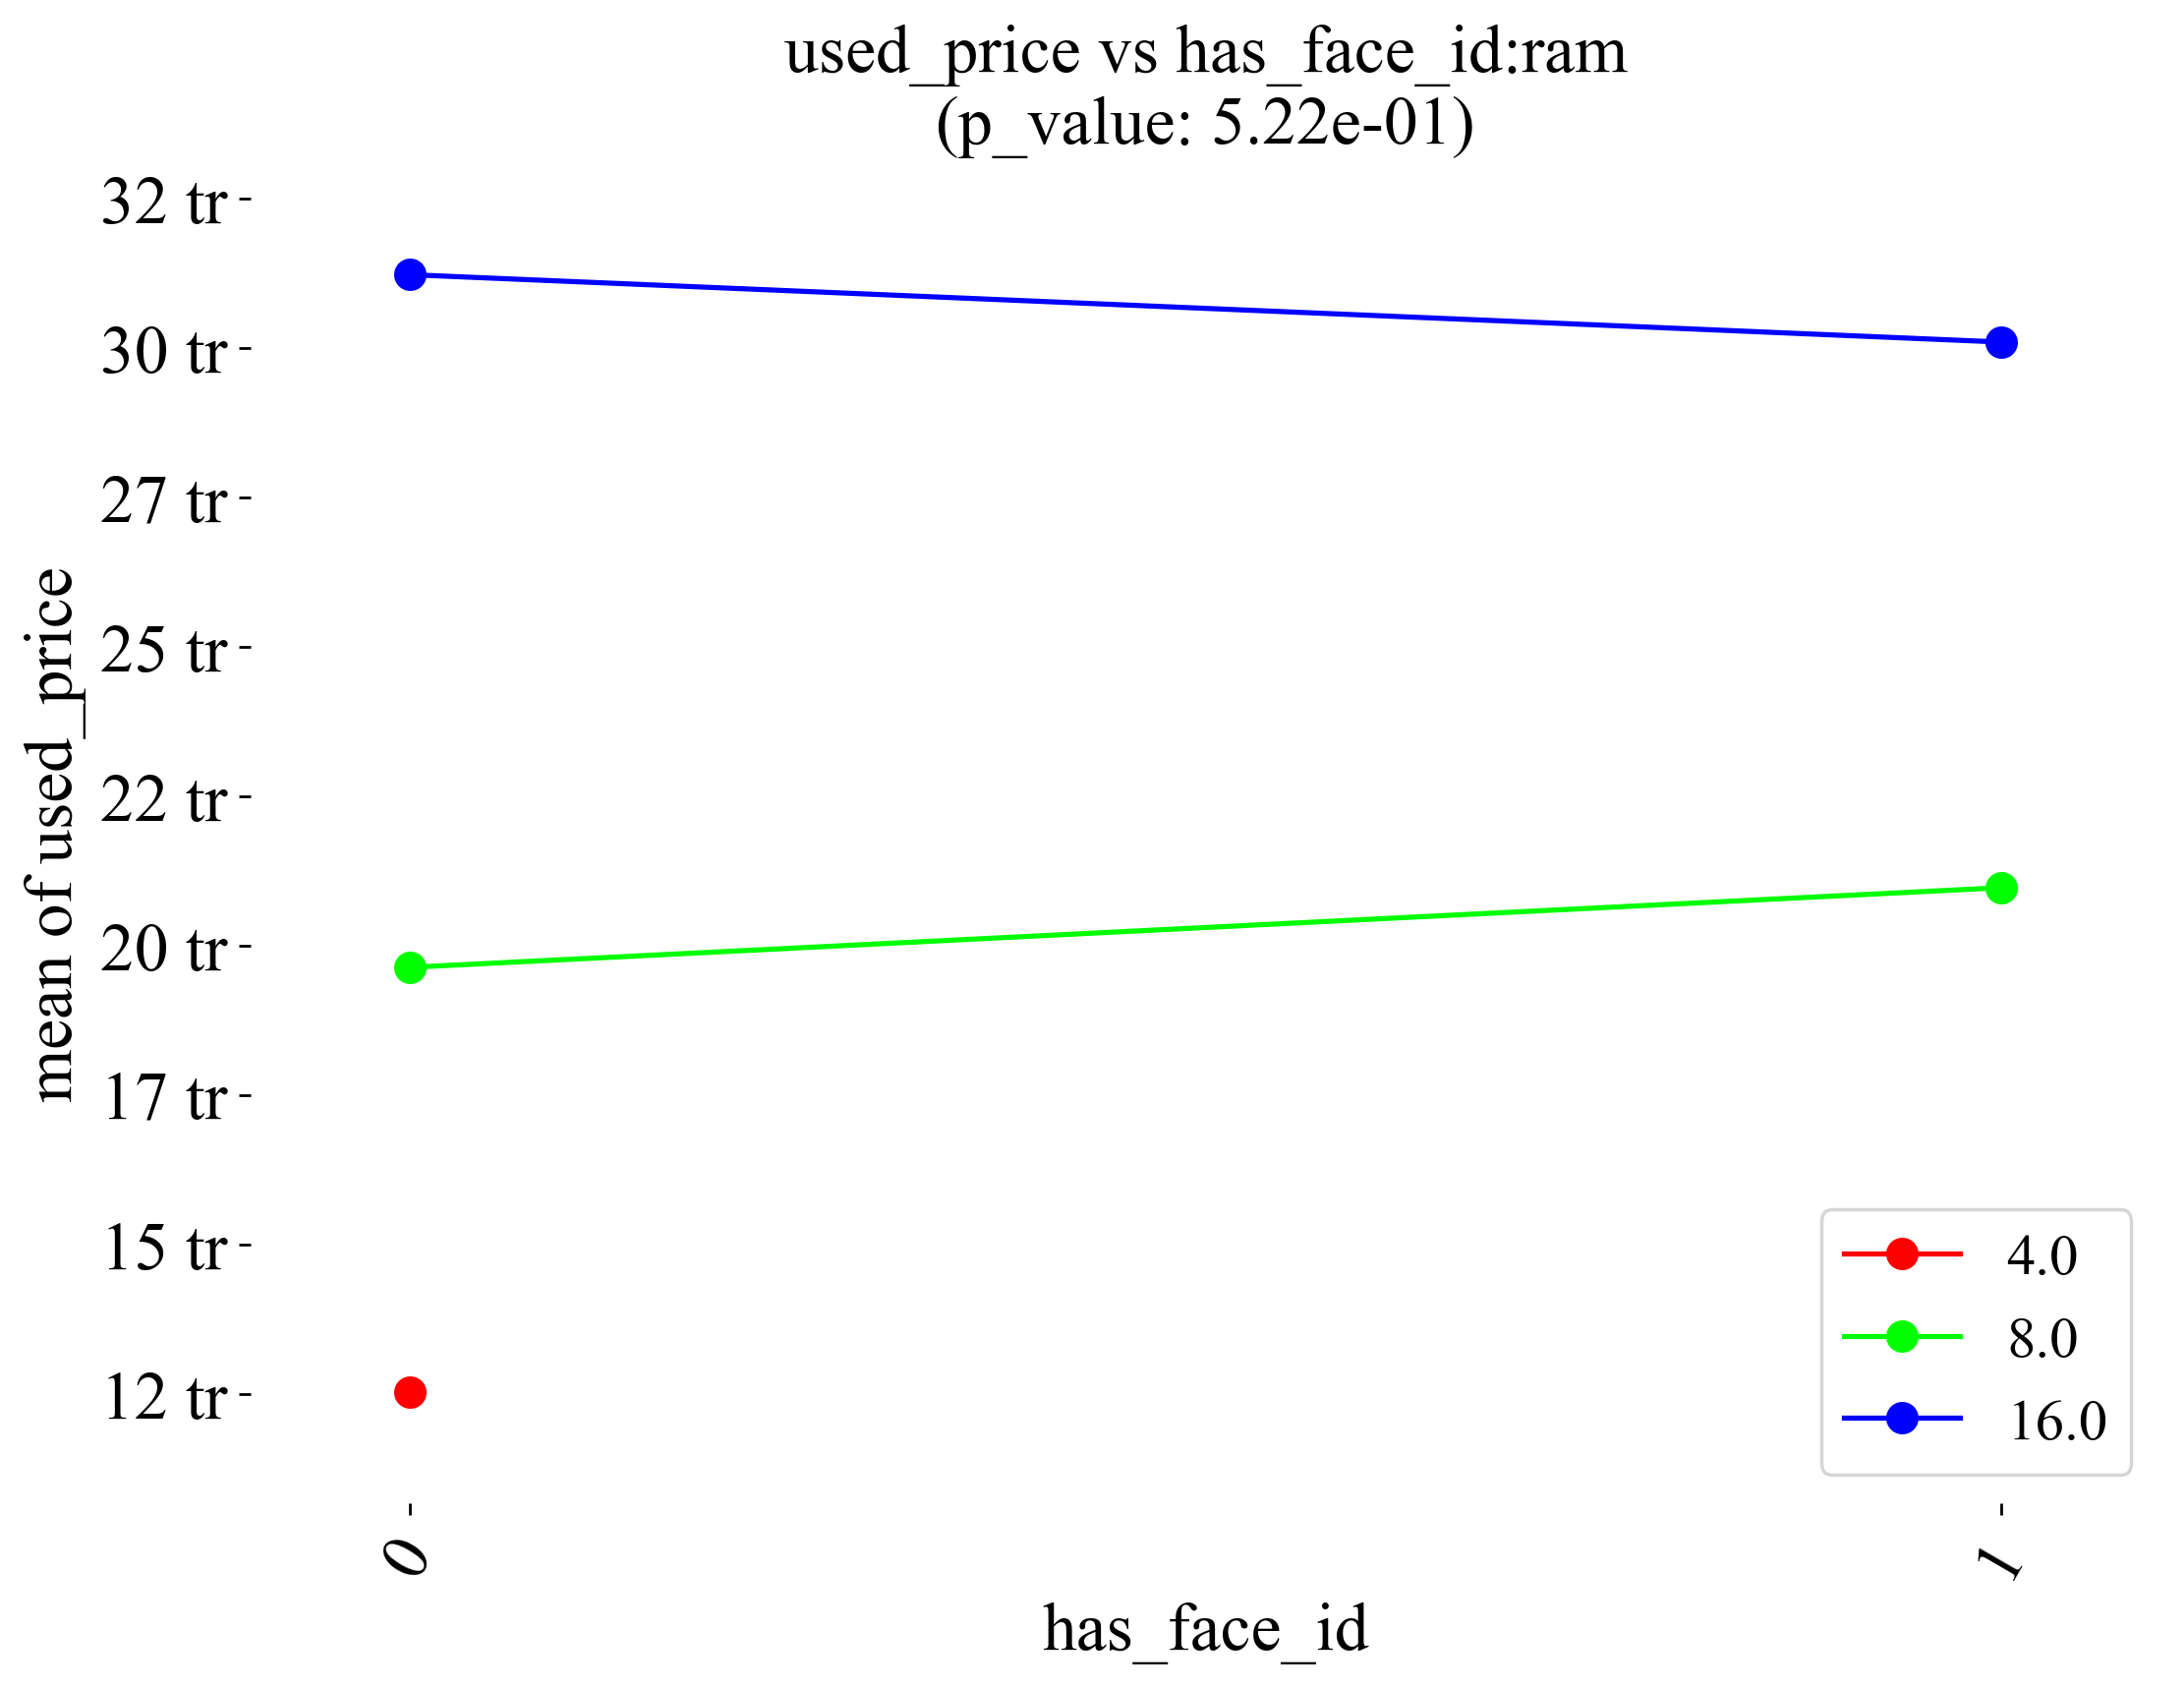 used_price vs has_face_id:ram
(p_value: 5.22e-01)
32 tr
30 tr
27 tr
25 tr
22 tr
20 tr
17 tr
15 tr
12 tr
mean of used_price
4.0
8.0
16.0
0
1
has_face_id